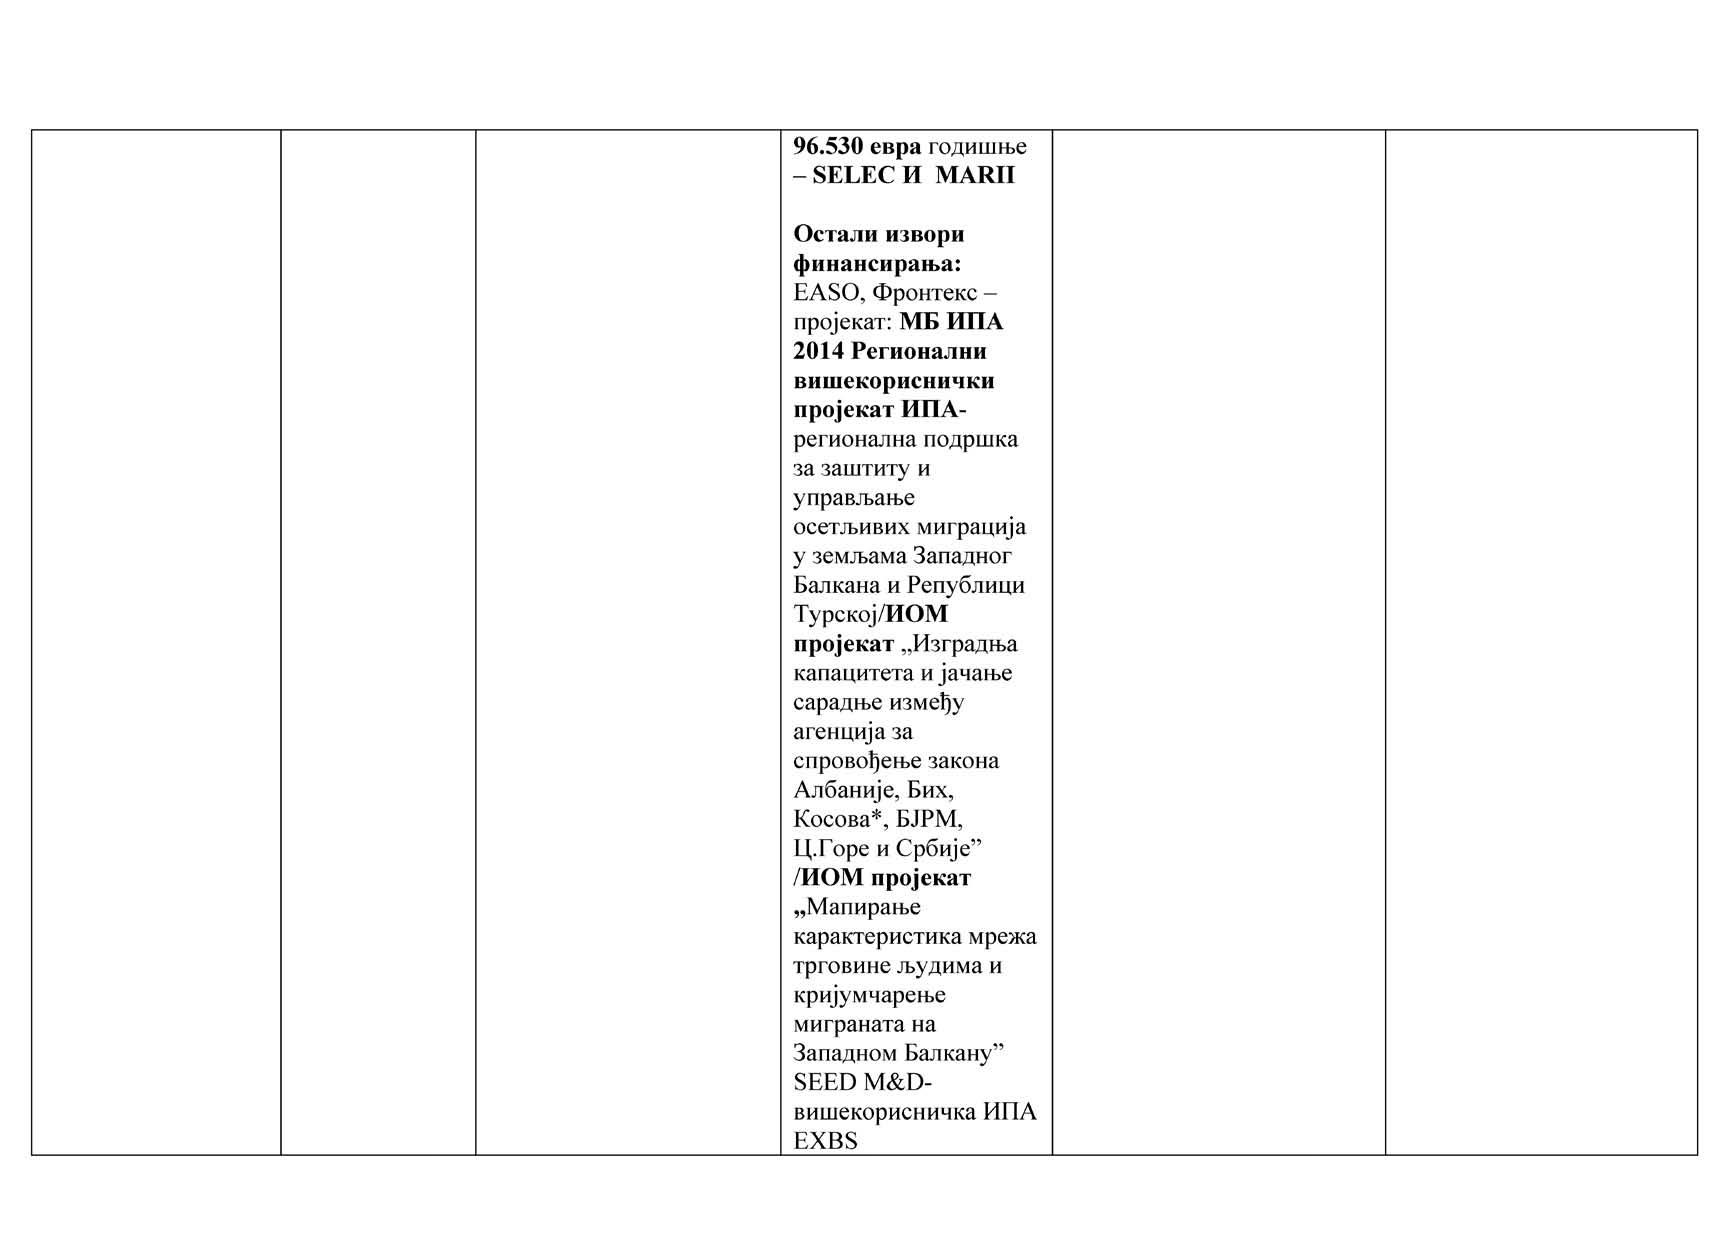 96.530 евра годишње
– SELEC И  MARII
Остали извори
финансирања:
EASO, Фронтекс –
пројекат: МБ ИПА
2014 Регионални
вишекориснички
пројекат ИПА-
регионална подршка
за заштиту и
управљање
осетљивих миграција
у земљама Западног
Балкана и Републици
Турској/ИОМ
пројекат „Изградња
капацитета и јачање
сарадње између
агенција за
спровођење закона
Албаније, Бих,
Косова*, БЈРМ,
Ц.Горе и Србије”
/ИОМ пројекат
„Мапирање
карактеристика мрежа
трговине људима и
кријумчарење
миграната на
Западном Балкану”
SEED M&D-
вишекорисничка ИПА
EXBS